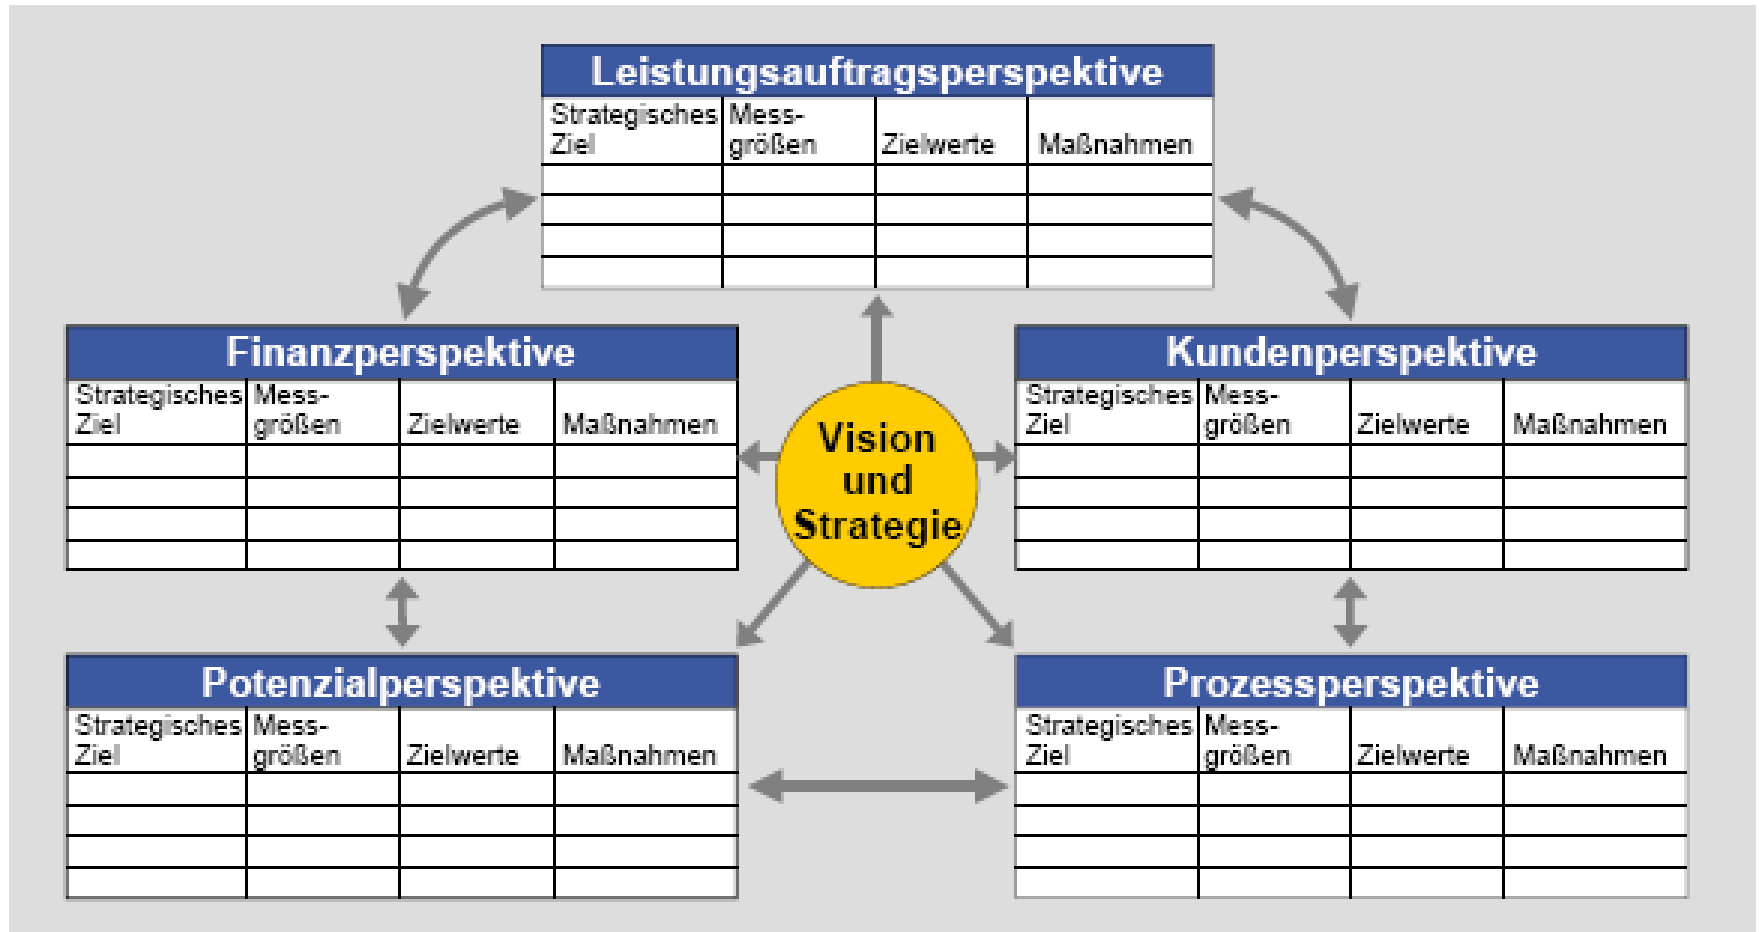 Leistungsauftragsperspektive
Strategisches Mess-
Ziel größen Zielwerte Maßnahmen
Finanzperspektive
Strategisches Mess-
Ziel größen Zielwerte Maßnahmen
Vision
und
Strategie
Kundenperspektive
Strategisches Mess-
Ziel größen Zielwerte Maßnahmen
Potenzialperspektive
Strategisches Mess-
Ziel größen Zielwerte Maßnahmen
Prozessperspektive
Strategisches Mess-
Ziel größen Zielwerte Maßnahmen